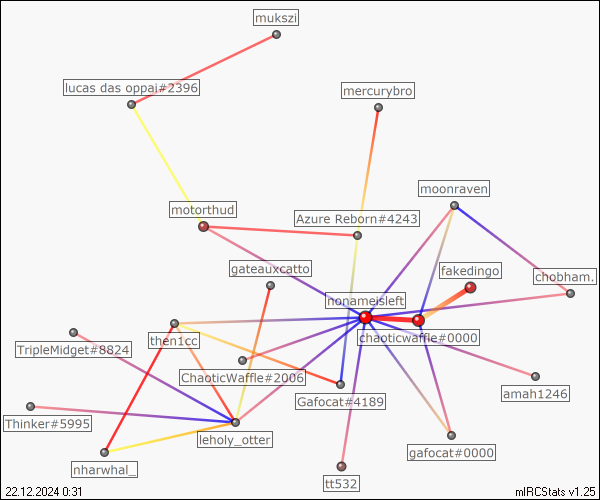 mukszi
lucas das oppai#2396
mercurybro
moonraven
motorthud
Azure Reborn#4243
gateauxcatto
fakedingo
chobham.
nonameisleft
then1cc
chaoticwaffle#0000
TripleMidget#8824
ChaoticWaffle#2006
Gafocat#4189
amah1246
Thinker#5995
leholy_otter
gafocat#0000
nharwhal_
tt532
22.12.2024 0:31
mIRCStats v1.25